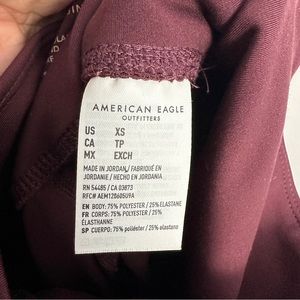 AMERICAN EAGLE
OUTFITTERS
US XS
CA TP
MX EXCH
MADE IN JORDAN/ FABRIQUÉ EN
JORDANIE / HECHO EN JORDANIA
RN 54485/ CA 03873
RFC# AEM120605U9A
EN BODY: 75% POLYESTER / 25% ELASTANE
FR CORPS: 75% POLYESTER / 25%
ÉLASTHANNE
SP CUERPO: 75% poliéster / 25% elastano